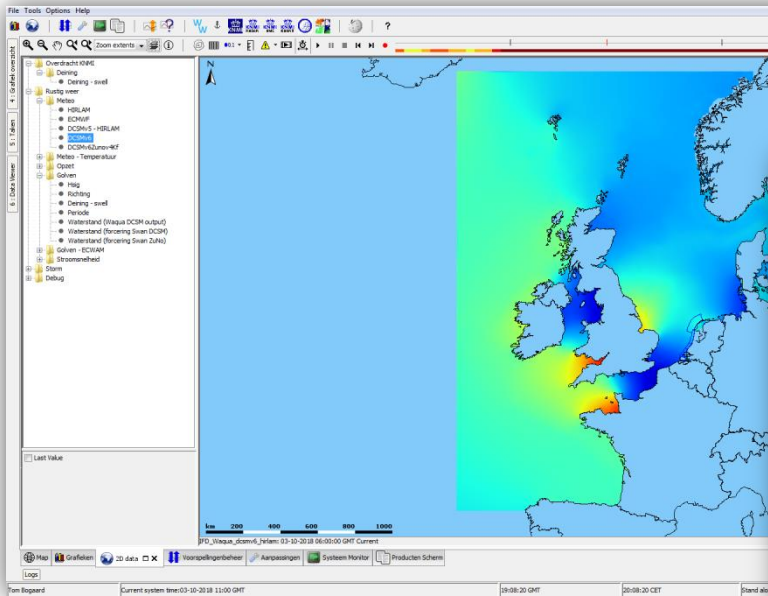 File Tools Options Help
?
Zoom extents
4 : Grafiek overzicht
5 : Taken
6 : Data Viewer
Overdracht KNMI
Deining
Deining - swell
Rustig weer
Meteo
HIRLAM
ECMWF
DCSMv5 - HIRLAM
DCSMv6
DCSMv6Zunov4Kf
Meteo - Temperatuur
Opzet
Golven
Hsig
Richting
Deining - swell
Periode
Waterstand (Waqua DCSM output)
Waterstand (forcering Swan DCSM)
Waterstand (forcering Swan ZuNo)
Golven - ECWAM
Stroomsnelheid
Storm
Debug
Last Value
N
km 200 400 600 800 1000
IFD_Waqua_dcsmv6_hirlam: 03-10-2018 06:00:00 GMT Current
Map Grafieken 2D data Voorspellingenbeheer Aanpassingen Systeem Monitor Producten Scherm
Logs
Tom Bogaard Current system time:03-10-2018 11:00 GMT 19:08:20 GMT 20:08:20 CET Stand alo